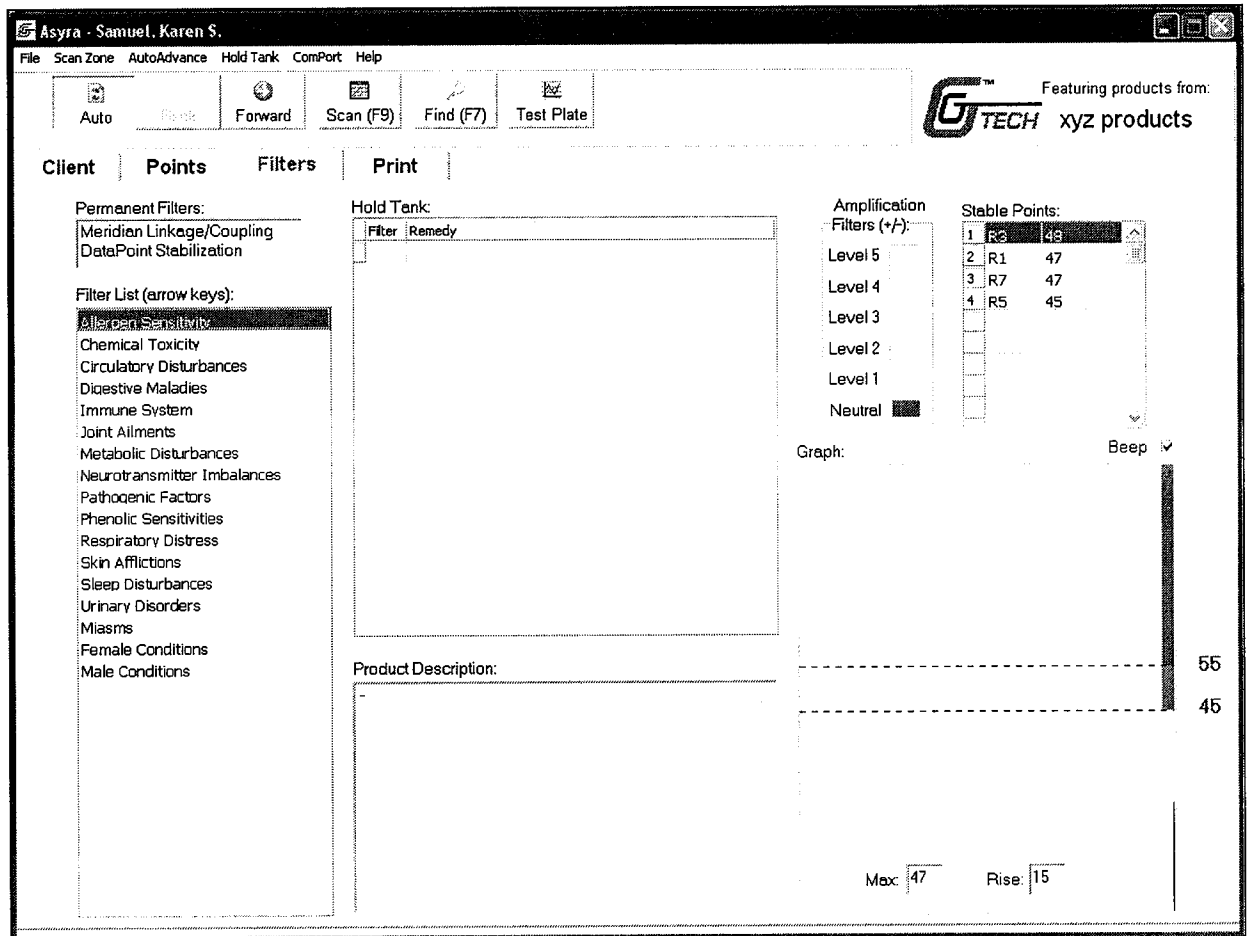 Asyra - Samuel, Karen S.
File Scan Zone AutoAdvance Hold Tank ComPort Help
Auto Back Forward Scan (F9) Find (F7) Test Plate
GTECH™
Featuring products from:
xyz products
Client Points Filters Print
Permanent Filters:
Meridian Linkage/Coupling
DataPoint Stabilization
Filter List (arrow keys):
Allergen Sensitivity
Chemical Toxicity
Circulatory Disturbances
Digestive Maladies
Immune System
Joint Ailments
Metabolic Disturbances
Neurotransmitter Imbalances
Pathogenic Factors
Phenolic Sensitivities
Respiratory Distress
Skin Afflictions
Sleep Disturbances
Urinary Disorders
Miasms
Female Conditions
Male Conditions
Hold Tank:
Filter Remedy
Product Description:
-
Amplification
Filters (+/-):
Level 5
Level 4
Level 3
Level 2
Level 1
Neutral
Stable Points:
1 R3 48
2 R1 47
3 R7 47
4 R5 45
Graph:
Beep
55
45
Max: 47 Rise: 15